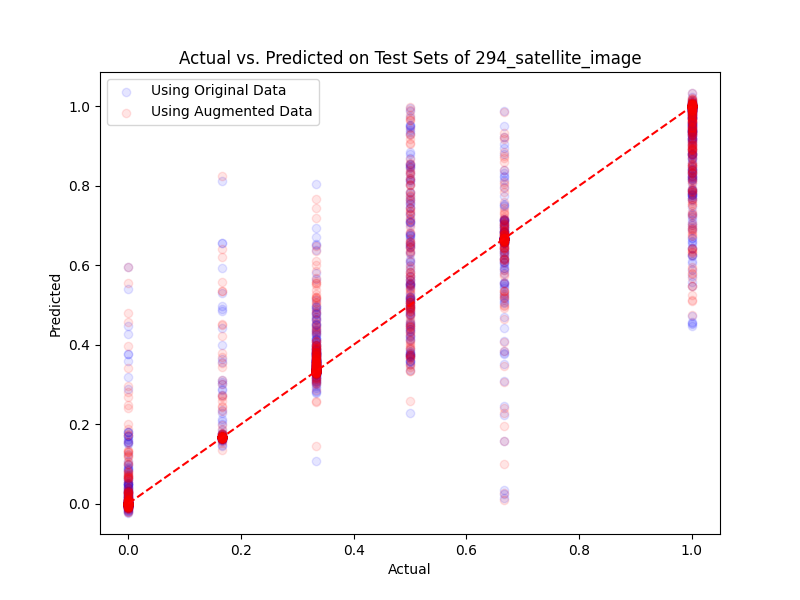 Actual vs. Predicted on Test Sets of 294_satellite_image
Using Original Data
Using Augmented Data
1.0
0.8
0.6
0.4
0.2
0.0
Predicted
0.0 0.2 0.4 0.6 0.8 1.0
Actual